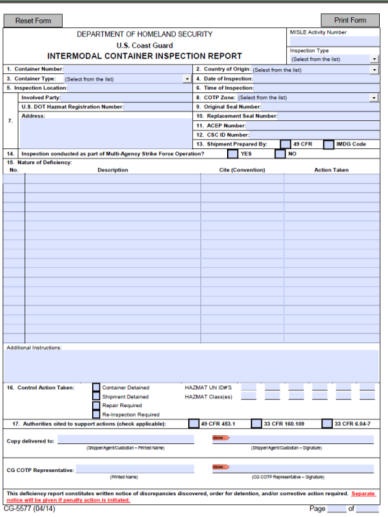 Reset Form
Print Form
DEPARTMENT OF HOMELAND SECURITY
U.S. Coast Guard
INTERMODAL CONTAINER INSPECTION REPORT
MISLE Activity Number
Inspection Type
(Select from the list)
1. Container Number:
2. Country of Origin: (Select from the list)
3. Container Type: (Select from the list)
4. Date of Inspection:
5. Inspection Location:
6. Time of Inspection:
Involved Party:
8. COTP Zone: (Select from the list)
U.S. DOT Hazmat Registration Number:
9. Original Seal Number:
7.
Address:
10. Replacement Seal Number:
11. ACEP Number:
12. CSC ID Number:
13. Shipment Prepared By: 49 CFR IMDG Code
14. Inspection conducted as part of Multi-Agency Strike Force Operation? YES NO
15. Nature of Deficiency:
No. Description Cite (Convention) Action Taken
Additional Instructions:
16. Control Action Taken:
Container Detained
Shipment Detained
Repair Required
Re-Inspection Required
HAZMAT UN ID#'S
HAZMAT Class(es)
17. Authorities cited to support actions (check applicable): 49 CFR 453.1 33 CFR 160.109 33 CFR 6.04-7
Copy delivered to:
(Shipper/Agent/Custodian – Printed Name) (Shipper/Agent/Custodian – Signature)
CG COTP Representative:
(Printed Name) (CG COTP Representative – Signature)
This deficiency report constitutes written notice of discrepancies discovered, order for detention, and/or corrective action required. Separate
notice will be given if penalty action is initiated.
CG-5577 (04/14)
Page of